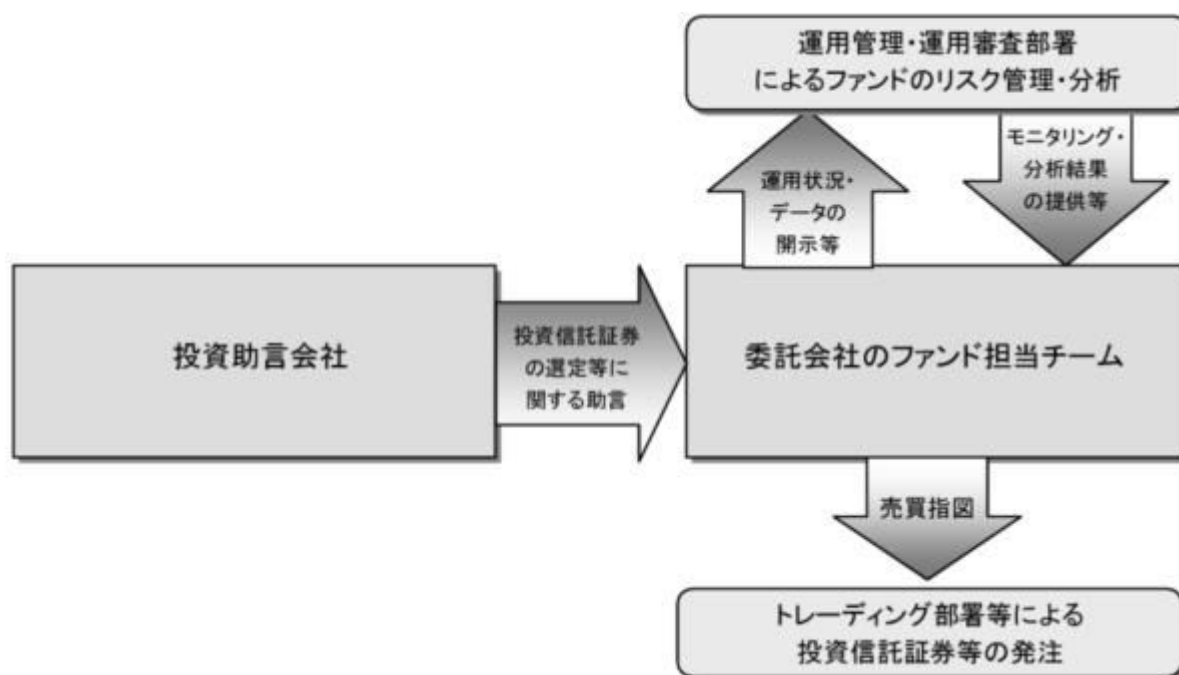 運用管理・運用審査部署
によるファンドのリスク管理・分析
運用状況・
データの
開示等
モニタリング・
分析結果
の提供等
投資助言会社
投資信託証券
の選定等に
関する助言
委託会社のファンド担当チーム
売買指図
トレーディング部署等による
投資信託証券等の発注